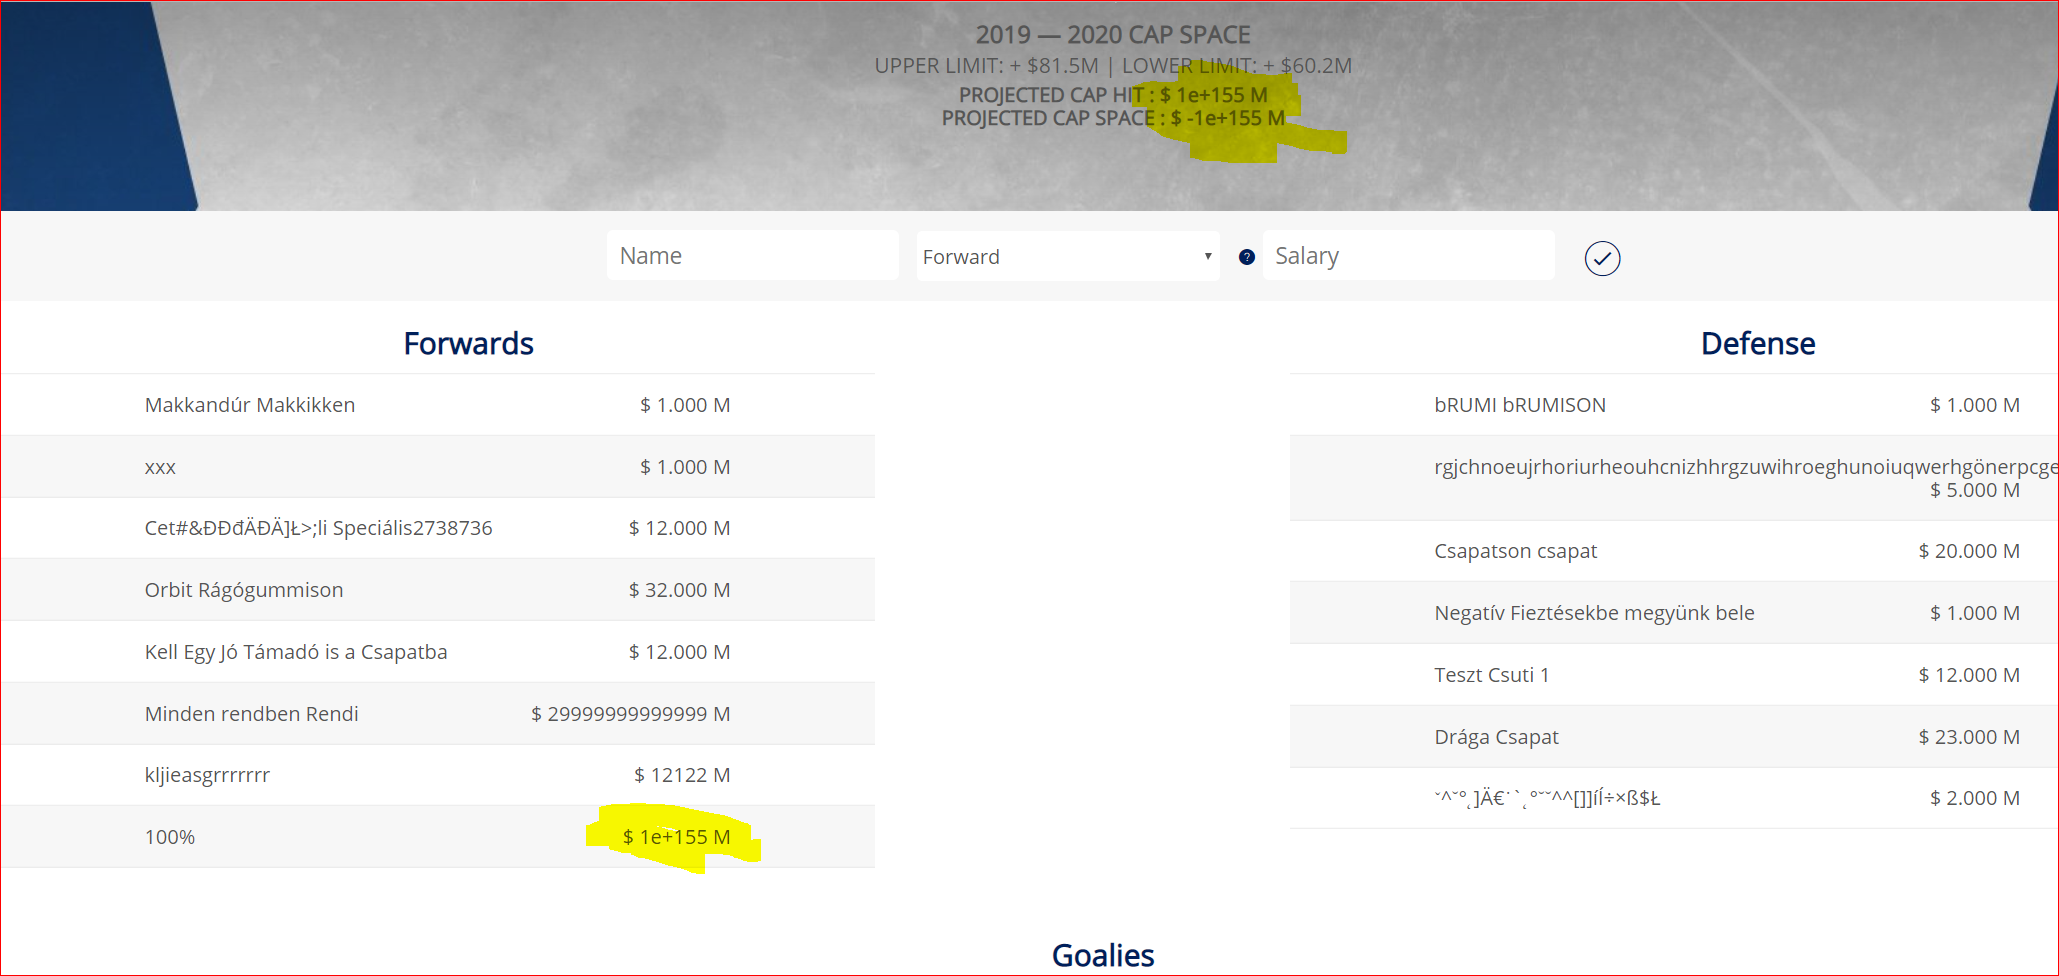 2019 — 2020 CAP SPACE
UPPER LIMIT: + $81.5M | LOWER LIMIT: + $60.2M
PROJECTED CAP HIT : $ 1e+155 M
PROJECTED CAP SPACE : $ -1e+155 M
Name
Forward
?
Salary
Forwards
Makkandúr Makkikken $ 1.000 M
xxx $ 1.000 M
Cet#&ĐĐđÄĐÄ]Ł>;li Speciális2738736 $ 12.000 M
Orbit Rágógummison $ 32.000 M
Kell Egy Jó Támadó is a Csapatba $ 12.000 M
Minden rendben Rendi $ 29999999999999 M
kljieasgrrrrrrr $ 12122 M
100% $ 1e+155 M
Defense
bRUMI bRUMISON $ 1.000 M
rgjchnoeujrhoriurheouhcnizhhrgzuwihroeghunoiuqwerhgönerpcge
$ 5.000 M
Csapatson csapat $ 20.000 M
Negatív Fieztésekbe megyünk bele $ 1.000 M
Teszt Csuti 1 $ 12.000 M
Drága Csapat $ 23.000 M
$ 2.000 M
Goalies